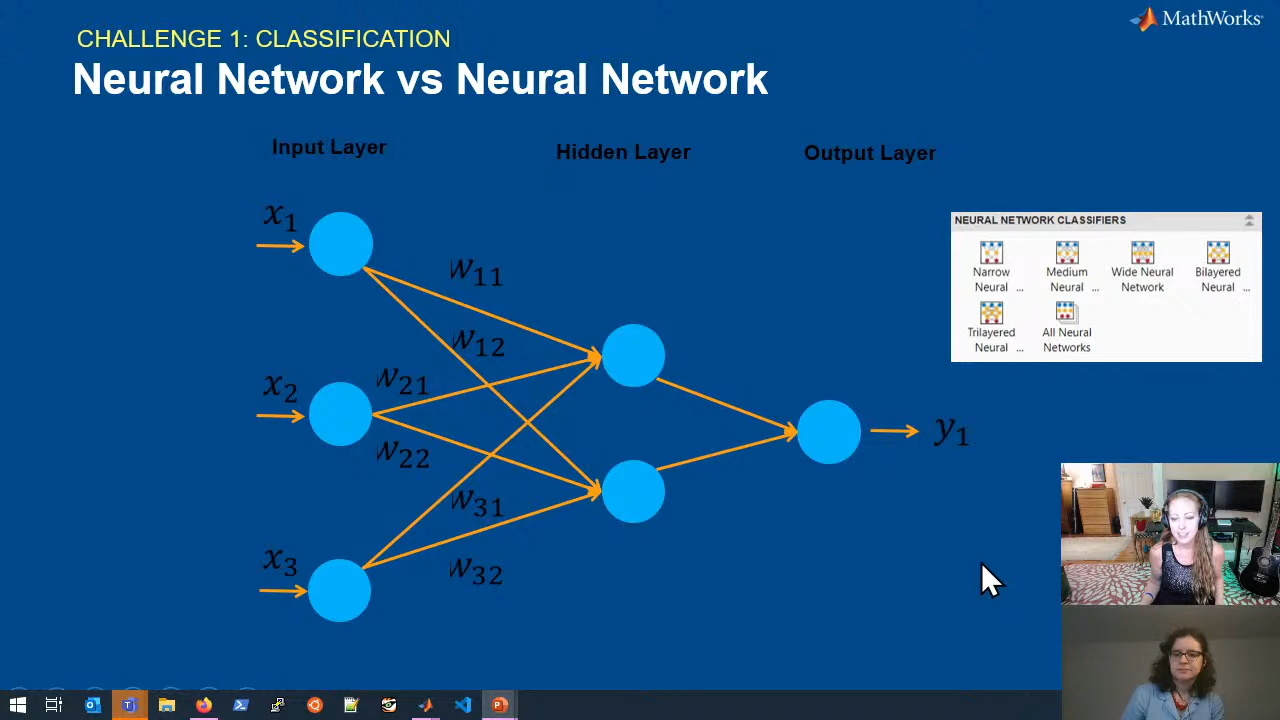 CHALLENGE 1: CLASSIFICATION
MathWorks®
Neural Network vs Neural Network
Input Layer
Hidden Layer
Output Layer
x1
w11
w12
x2
w21
w22
w31
x3
w32
y1
NEURAL NETWORK CLASSIFIERS
Narrow
Neural ...
Medium
Neural ...
Wide Neural
Network
Bilayered
Neural ...
Trilayered
Neural ...
All Neural
Networks